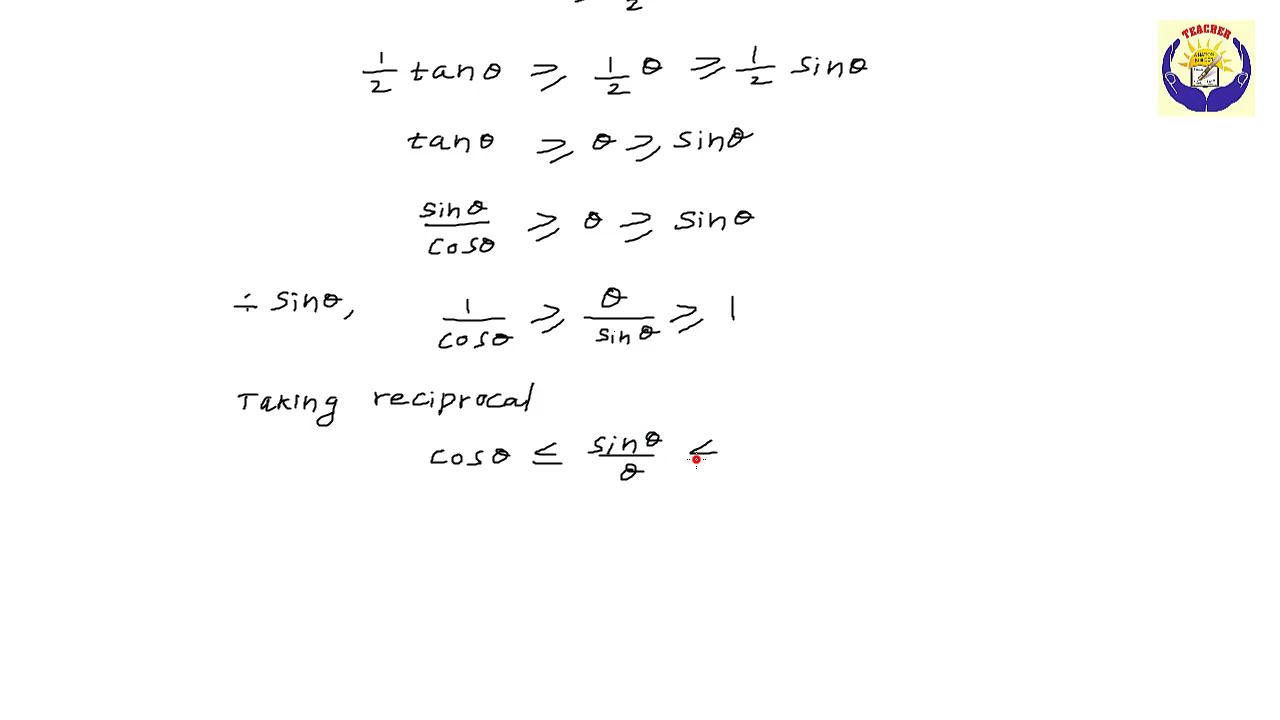 2
1/2 tanθ ≥ 1/2 θ ≥ 1/2 sinθ
tanθ ≥ θ ≥ sinθ
sinθ/cosθ ≥ θ ≥ sinθ
÷ sinθ, 1/cosθ ≥ θ/sinθ ≥ 1
Taking reciprocal
cosθ ≤ sinθ/θ ≤
TEACHER